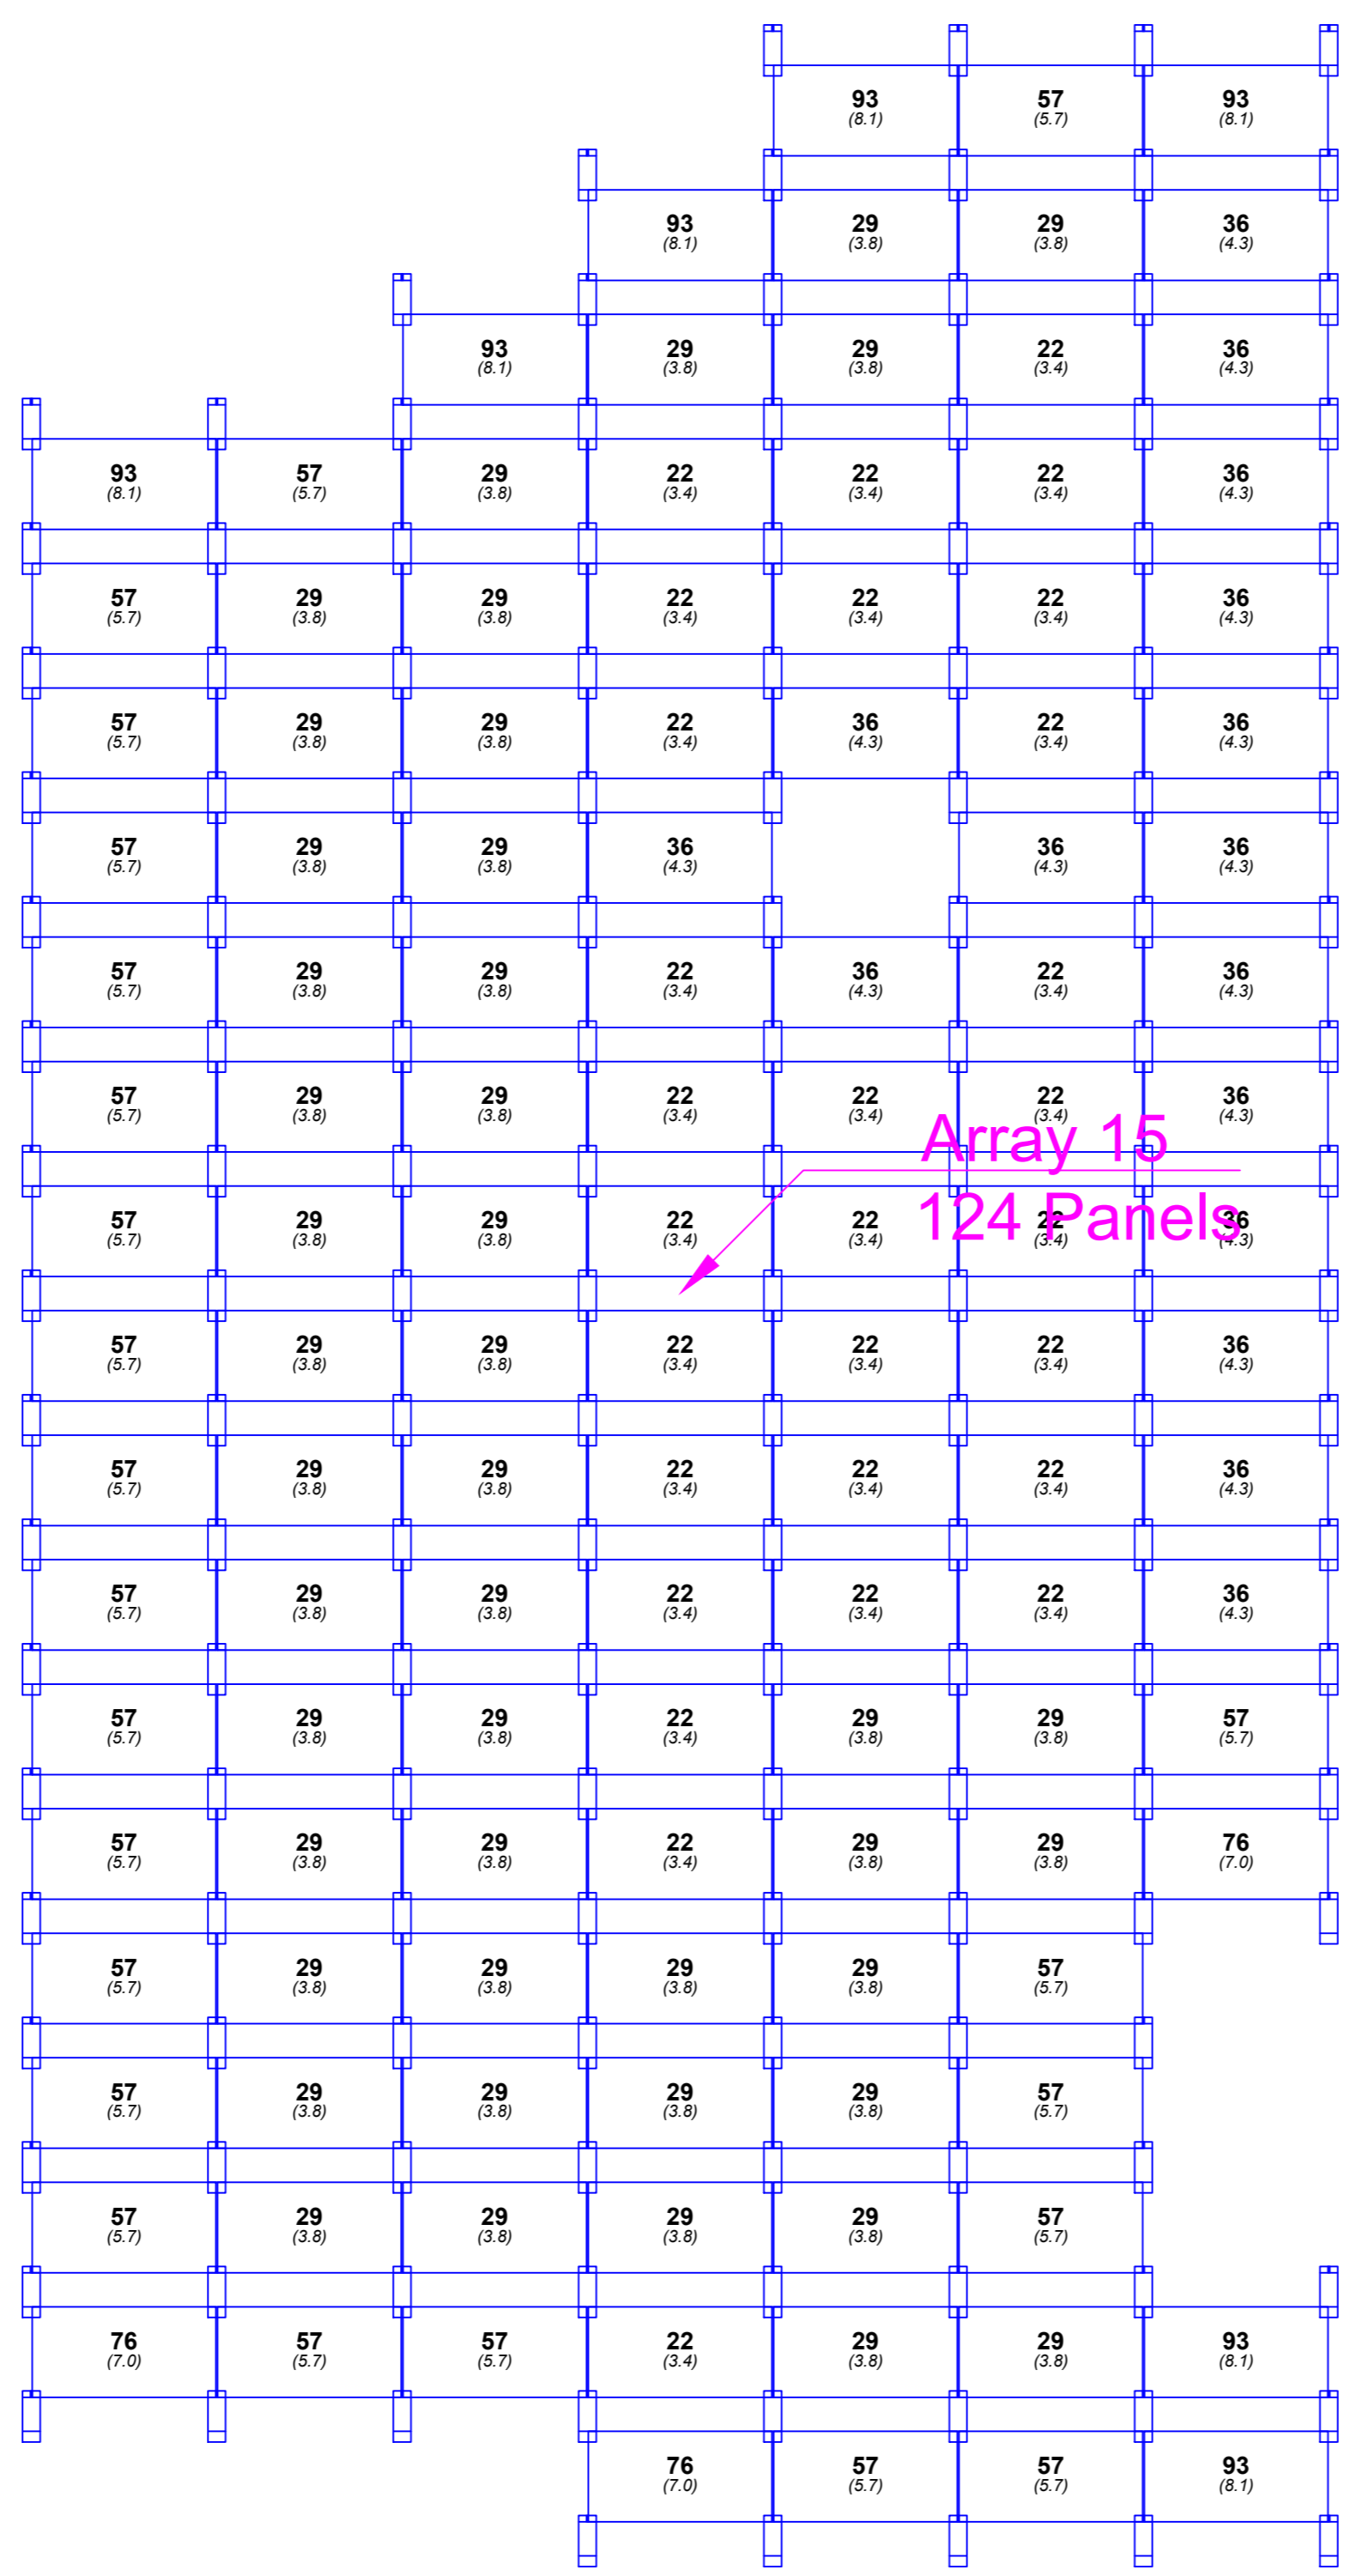 93 57 93
(8.1) (5.7) (8.1)
93 29 29 36
(8.1) (3.8) (3.8) (4.3)
93 29 29 22 36
(8.1) (3.8) (3.8) (3.4) (4.3)
93 57 29 22 22 22 36
(8.1) (5.7) (3.8) (3.4) (3.4) (3.4) (4.3)
57 29 29 22 22 22 36
(5.7) (3.8) (3.8) (3.4) (3.4) (3.4) (4.3)
57 29 29 22 36 22 36
(5.7) (3.8) (3.8) (3.4) (4.3) (3.4) (4.3)
57 29 29 36 36 36
(5.7) (3.8) (3.8) (4.3) (4.3) (4.3)
57 29 29 22 36 22 36
(5.7) (3.8) (3.8) (3.4) (4.3) (3.4) (4.3)
57 29 29 22 22 22 36
(5.7) (3.8) (3.8) (3.4) (3.4) (3.4) (4.3)
Array 15
124 Panels
57 29 29 22 22 22 36
(5.7) (3.8) (3.8) (3.4) (3.4) (3.4) (4.3)
57 29 29 22 22 22 36
(5.7) (3.8) (3.8) (3.4) (3.4) (3.4) (4.3)
57 29 29 22 22 22 36
(5.7) (3.8) (3.8) (3.4) (3.4) (3.4) (4.3)
57 29 29 22 22 22 36
(5.7) (3.8) (3.8) (3.4) (3.4) (3.4) (4.3)
57 29 29 22 29 29 57
(5.7) (3.8) (3.8) (3.4) (3.8) (3.8) (5.7)
57 29 29 22 29 29 76
(5.7) (3.8) (3.8) (3.4) (3.8) (3.8) (7.0)
57 29 29 29 29 57
(5.7) (3.8) (3.8) (3.8) (3.8) (5.7)
57 29 29 29 29 57
(5.7) (3.8) (3.8) (3.8) (3.8) (5.7)
57 29 29 29 29 57
(5.7) (3.8) (3.8) (3.8) (3.8) (5.7)
76 57 57 22 29 29 93
(7.0) (5.7) (5.7) (3.4) (3.8) (3.8) (8.1)
76 57 57 93
(7.0) (5.7) (5.7) (8.1)